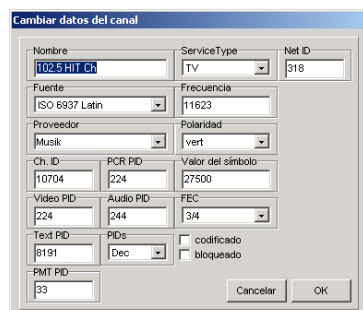 Cambiar datos del canal
Nombre
ServiceType
Net ID
102.5 HIT Ch
TV
318
Fuente
Frecuencia
ISO 6937 Latin
11623
Proveedor
Polaridad
Musik
vert
Ch. ID
PCR PID
Valor del símbolo
10704
224
27500
Video PID
Audio PID
FEC
224
244
3/4
Text PID
PIDs
codificado
8191
Dec
bloqueado
PMT PID
33
Cancelar
OK